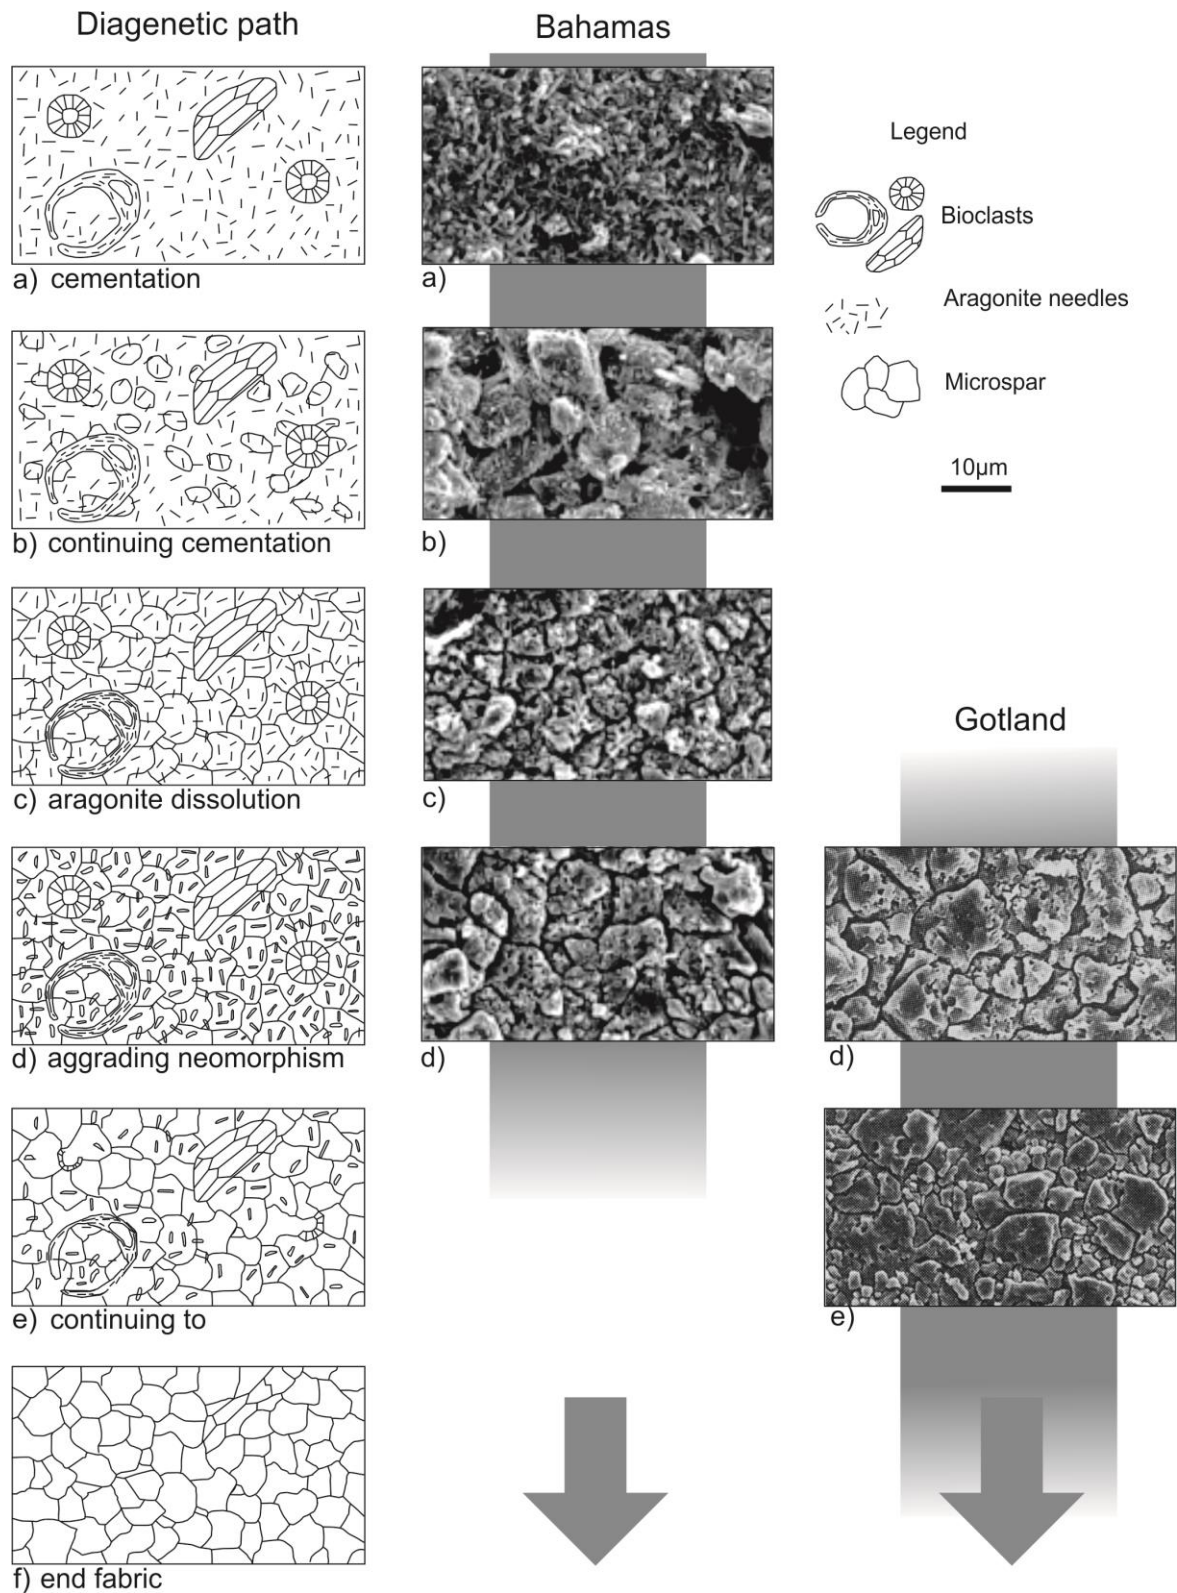 Diagenetic path
a) cementation
b) continuing cementation
c) aragonite dissolution
d) aggrading neomorphism
e) continuing to
f) end fabric
Bahamas
a)
b)
c)
d)
Legend
Bioclasts
Aragonite needles
Microspar
10µm
Gotland
d)
e)